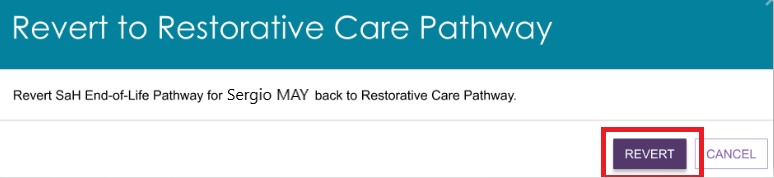 Revert to Restorative Care Pathway
Revert SaH End-of-Life Pathway for Sergio MAY back to Restorative Care Pathway.
REVERT CANCEL